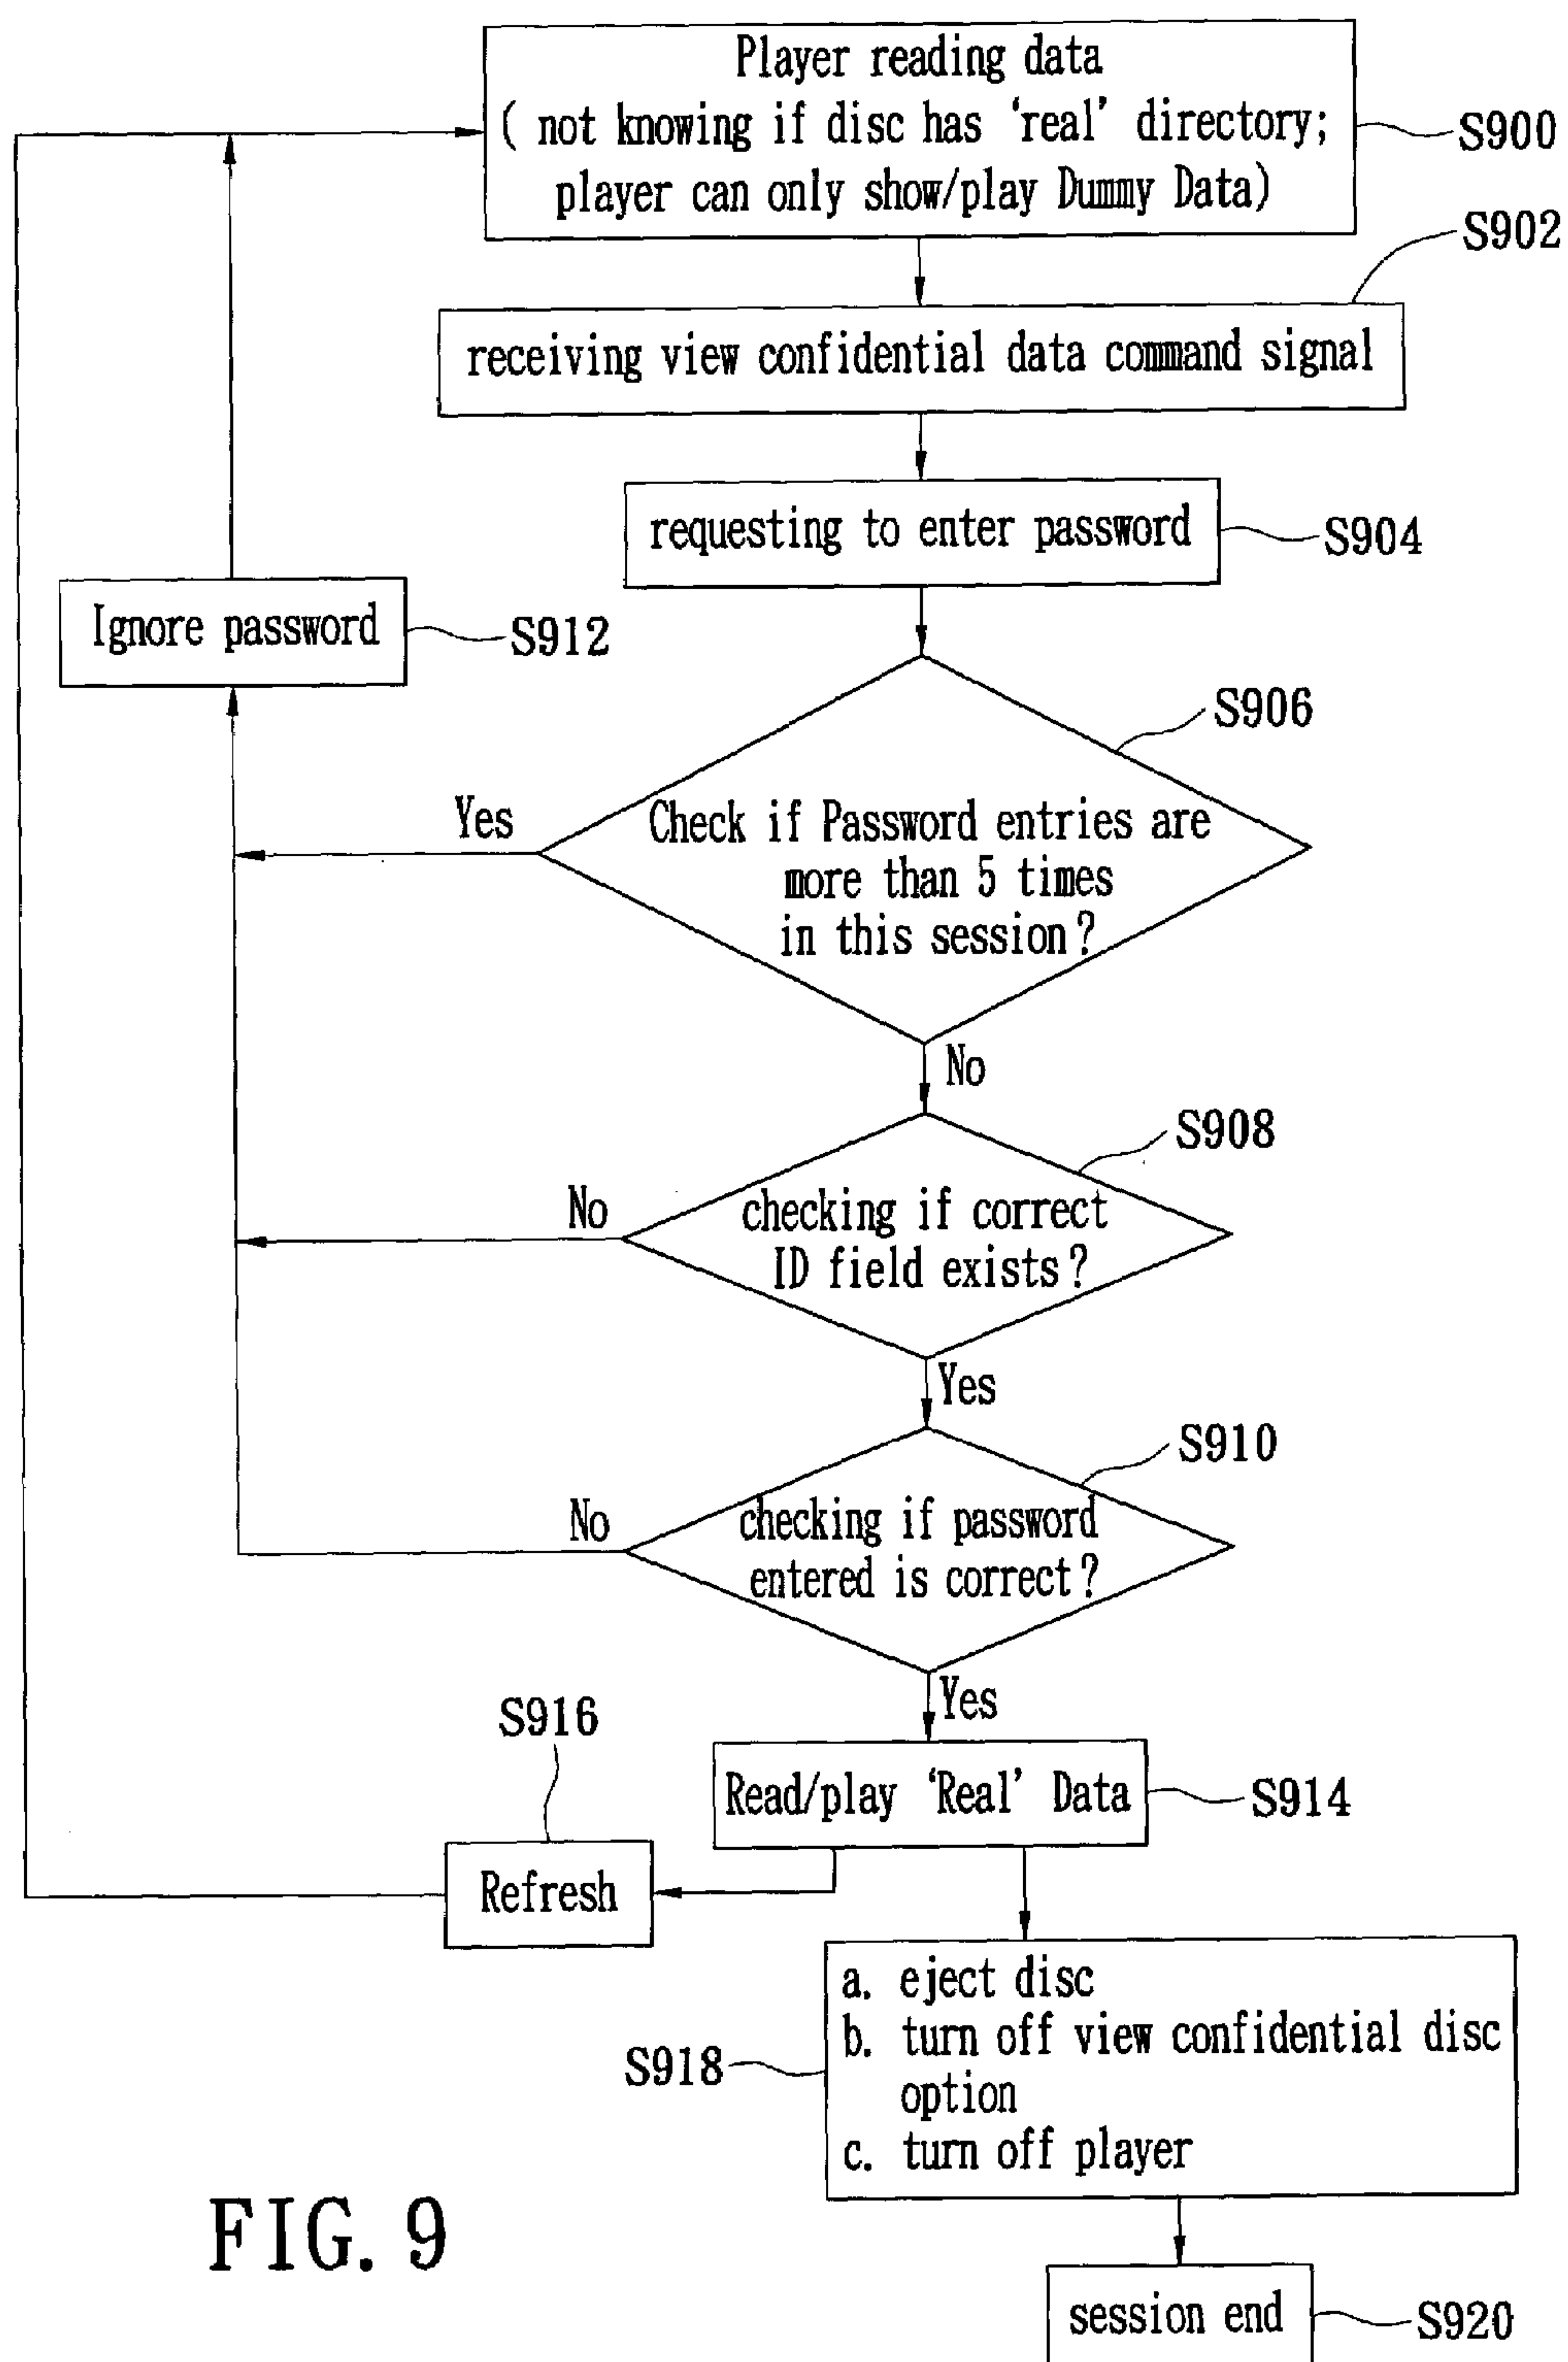 Player reading data
( not knowing if disc has ‘real’ directory;
player can only show/play Dummy Data)
S900
S902
receiving view confidential data command signal
requesting to enter password
S904
Ignore password
S912
S906
Yes
Check if Password entries are
more than 5 times
in this session?
No
S908
No
checking if correct
ID field exists?
Yes
S910
No
checking if password
entered is correct?
Yes
S916
Read/play ‘Real’ Data
S914
Refresh
a. eject disc
b. turn off view confidential disc
option
c. turn off player
S918
FIG. 9
session end
S920